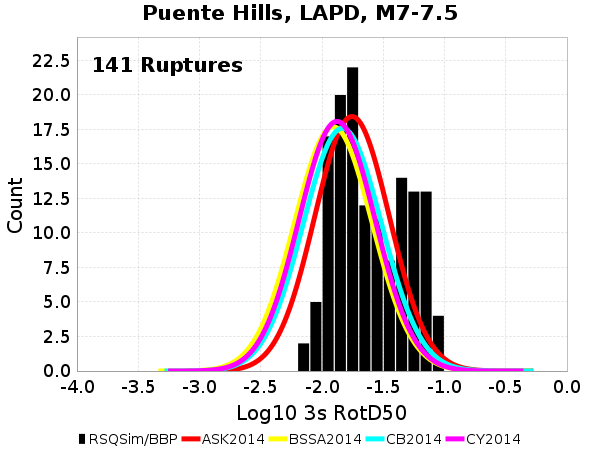 Puente Hills, LAPD, M7-7.5
141 Ruptures
Count
22.5
20.0
17.5
15.0
12.5
10.0
7.5
5.0
2.5
0.0
-4.0 -3.5 -3.0 -2.5 -2.0 -1.5 -1.0 -0.5 0.0
Log10 3s RotD50
RSQSim/BBP ASK2014 BSSA2014 CB2014 CY2014